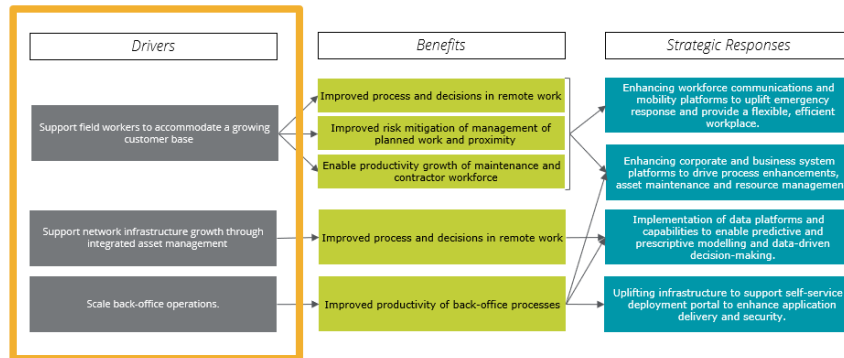 Drivers
Benefits
Strategic Responses
Support field workers to accommodate a growing
customer base
Improved process and decisions in remote work
Improved risk mitigation of management of
planned work and proximity
Enable productivity growth of maintenance and
contractor workforce
Enhancing workforce communications and
mobility platforms to uplift emergency
response and provide a flexible, efficient
workplace.
Enhancing corporate and business system
platforms to drive process enhancements,
asset maintenance and resource management
Support network infrastructure growth through
integrated asset management
Improved process and decisions in remote work
Implementation of data platforms and
capabilities to enable predictive and
prescriptive modelling and data-driven
decision-making.
Scale back-office operations.
Improved productivity of back-office processes
Uplifting infrastructure to support self-service
deployment portal to enhance application
delivery and security.